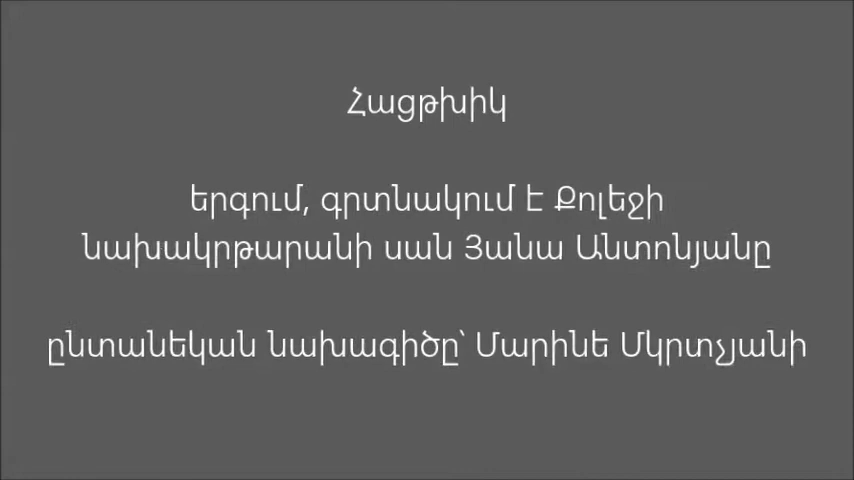 Հացթխիկ
երգում, գրտնակում է Քոլեջի
նախակրթարանի սան Յանա Անտոնյանը
ընտանեկան նախագիծը՝ Մարինե Մկրտչյանի